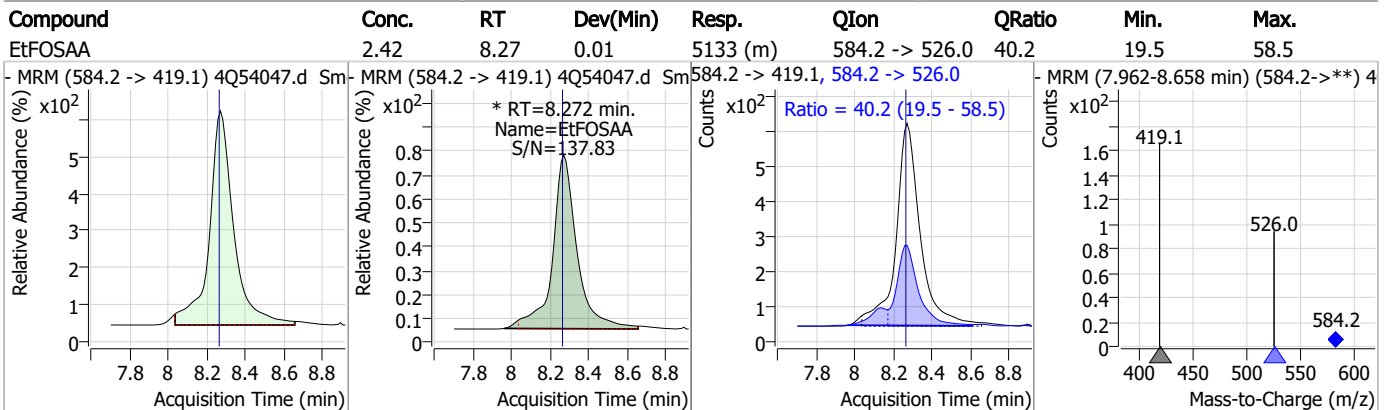 Compound Conc. RT Dev(Min) Resp. QIon QRatio Min. Max.
EtFOSAA 2.42 8.27 0.01 5133 (m) 584.2 -> 526.0 40.2 19.5 58.5
- MRM (584.2 -> 419.1) 4Q54047.d Sm
Relative Abundance (%)
x10²
5
4
3
2
1
0
7.8 8 8.2 8.4 8.6 8.8
Acquisition Time (min)
- MRM (584.2 -> 419.1) 4Q54047.d Sm
Relative Abundance (%)
x10²
* RT=8.272 min.
Name=EtFOSAA
S/N=137.83
0.8
0.7
0.6
0.5
0.4
0.3
0.2
0.1
0
7.8 8 8.2 8.4 8.6 8.8
Acquisition Time (min)
584.2 -> 419.1, 584.2 -> 526.0
Counts
x10²
Ratio = 40.2 (19.5 - 58.5)
5
4
3
2
1
0
7.8 8 8.2 8.4 8.6 8.8
Acquisition Time (min)
- MRM (7.962-8.658 min) (584.2->**) 4
Counts
x10²
419.1
526.0
584.2
1.6
1.4
1.2
1
0.8
0.6
0.4
0.2
0
400 450 500 550 600
Mass-to-Charge (m/z)